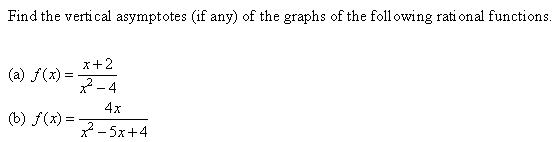 Find the vertical asymptotes (if any) of the graphs of the following rational functions.
(a) f(x) = (x+2)/(x² – 4)
(b) f(x) = 4x/(x² – 5x+4)